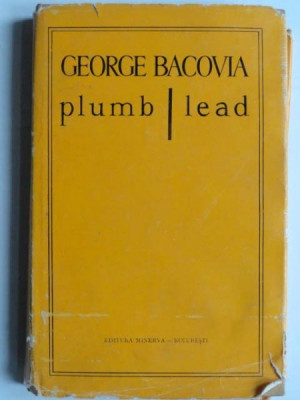 GEORGE BACOVIA
plumb | lead
EDITURA MINERVA - BUCUREȘTI